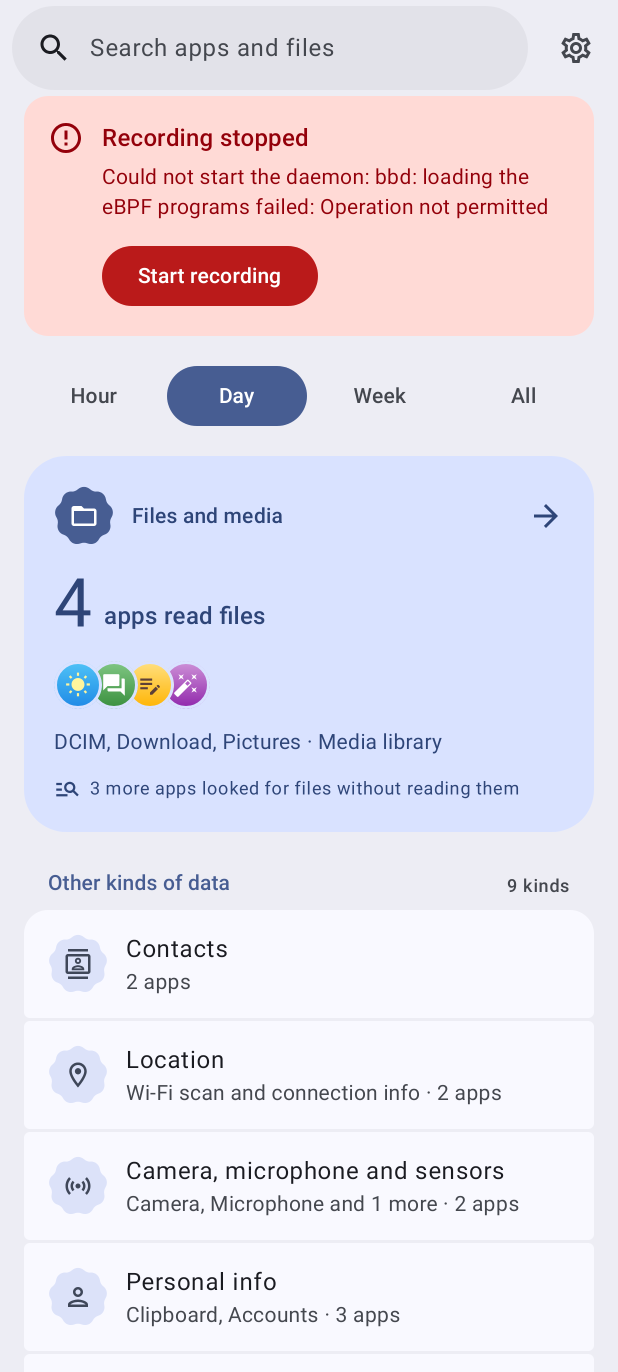 Search apps and files
Recording stopped
Could not start the daemon: bbd: loading the
eBPF programs failed: Operation not permitted
Start recording
Hour
Day
Week
All
Files and media
4 apps read files
DCIM, Download, Pictures · Media library
3 more apps looked for files without reading them
Other kinds of data
9 kinds
Contacts
2 apps
Location
Wi-Fi scan and connection info · 2 apps
Camera, microphone and sensors
Camera, Microphone and 1 more · 2 apps
Personal info
Clipboard, Accounts · 3 apps